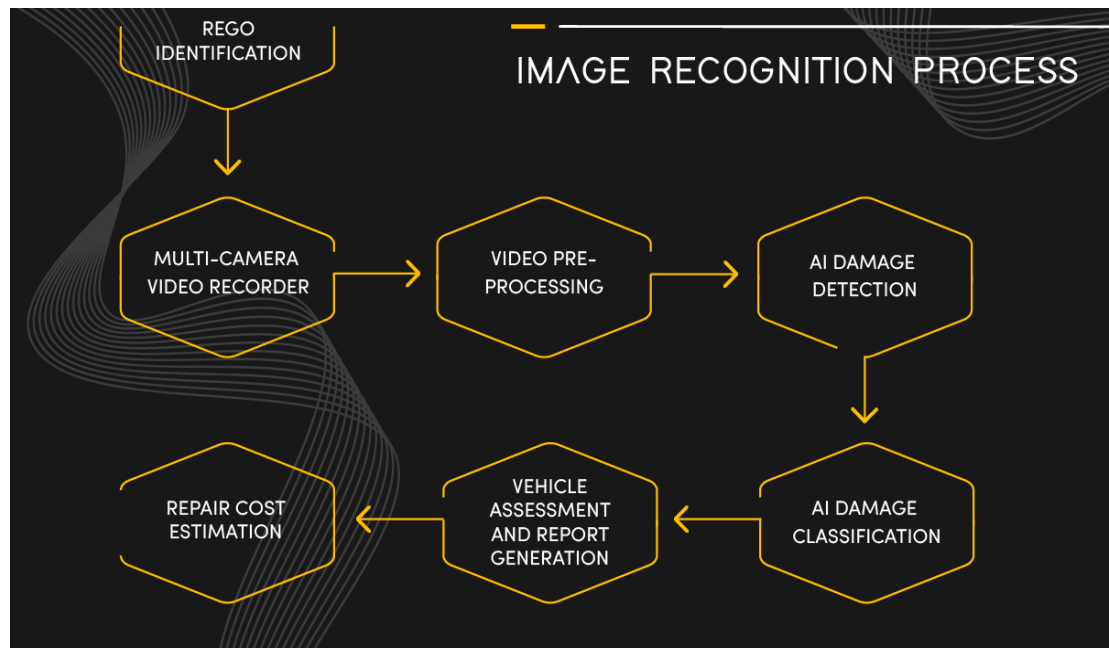 IMAGE RECOGNITION PROCESS
REGO
IDENTIFICATION
MULTI-CAMERA
VIDEO RECORDER
VIDEO PRE-
PROCESSING
AI DAMAGE
DETECTION
AI DAMAGE
CLASSIFICATION
VEHICLE
ASSESSMENT
AND REPORT
GENERATION
REPAIR COST
ESTIMATION